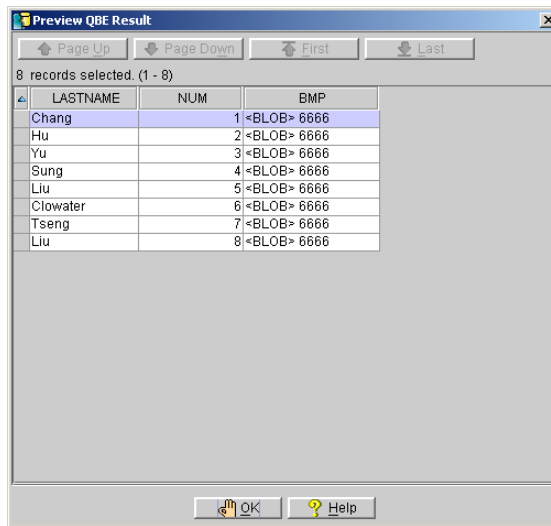 Preview QBE Result
Page Up Page Down First Last
8 records selected. (1 - 8)
LASTNAME NUM BMP
Chang 1 <BLOB> 6666
Hu 2 <BLOB> 6666
Yu 3 <BLOB> 6666
Sung 4 <BLOB> 6666
Liu 5 <BLOB> 6666
Clowater 6 <BLOB> 6666
Tseng 7 <BLOB> 6666
Liu 8 <BLOB> 6666
OK Help